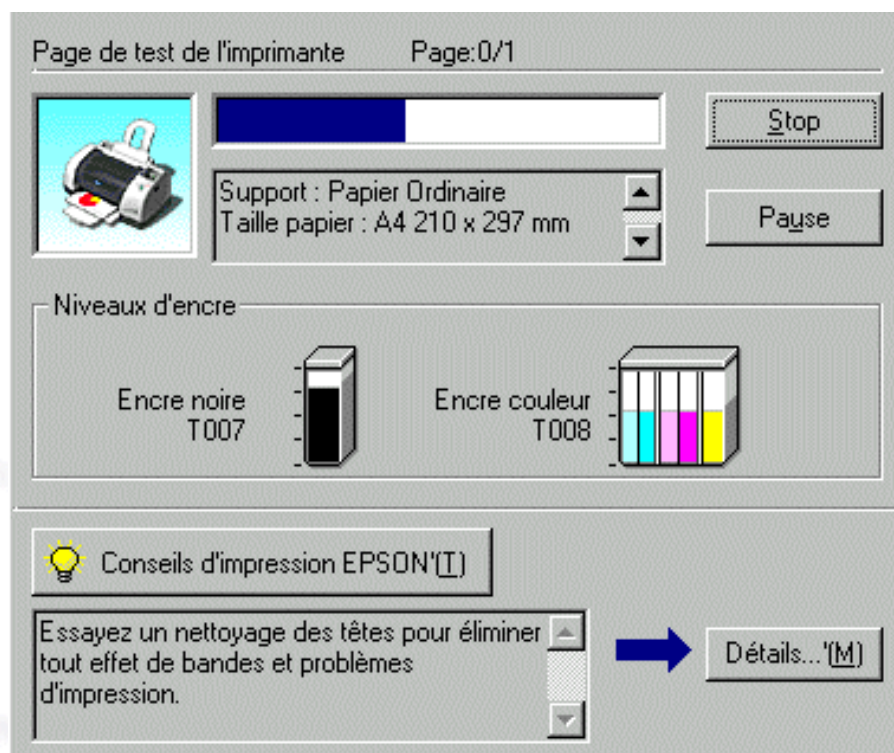 Page de test de l'imprimante Page:0/1
Stop
Support : Papier Ordinaire
Taille papier : A4 210 x 297 mm
Pause
Niveaux d'encre
Encre noire
T007
Encre couleur
T008
Conseils d'impression EPSON'(T)
Essayez un nettoyage des têtes pour éliminer
tout effet de bandes et problèmes
d'impression.
Détails...'(M)